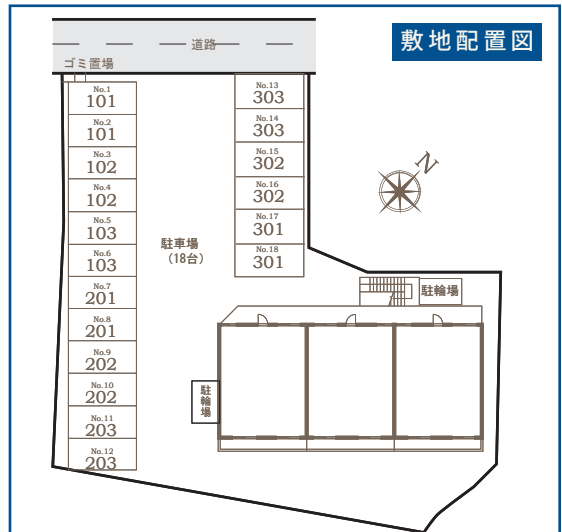 敷地配置図
道路
ゴミ置場
No.1
101
No.2
101
No.3
102
No.4
102
No.5
103
No.6
103
No.7
201
No.8
201
No.9
202
No.10
202
No.11
203
No.12
203
No.13
303
No.14
303
No.15
302
No.16
302
No.17
301
No.18
301
駐車場
（18台）
N
駐輪場
駐輪場